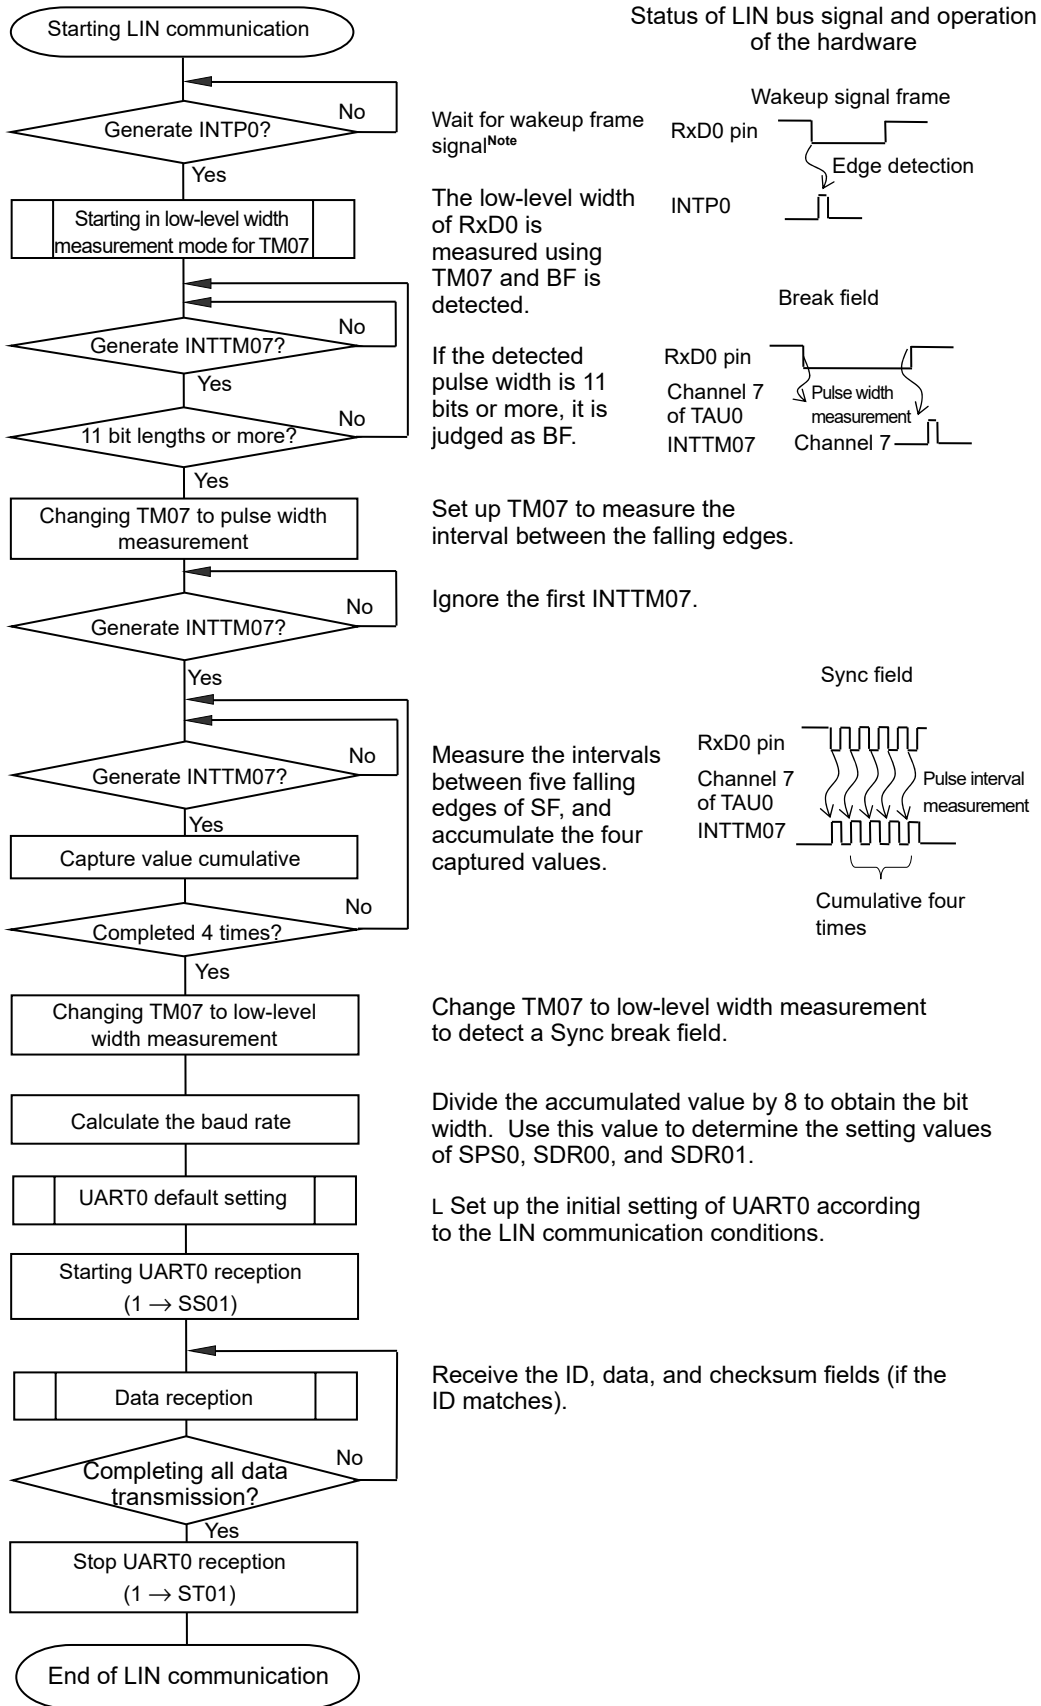 Starting LIN communication
Status of LIN bus signal and operation
of the hardware
No
Generate INTP0?
Yes
Wait for wakeup frame
signalNote
Wakeup signal frame
RxD0 pin
Edge detection
INTP0
Starting in low-level width
measurement mode for TM07
The low-level width
of RxD0 is
measured using
TM07 and BF is
detected.
Break field
No
Generate INTTM07?
Yes
No
11 bit lengths or more?
Yes
If the detected
pulse width is 11
bits or more, it is
judged as BF.
RxD0 pin
Channel 7
of TAU0
Pulse width
measurement
INTTM07
Channel 7
Changing TM07 to pulse width
measurement
Set up TM07 to measure the
interval between the falling edges.
No
Generate INTTM07?
Yes
Ignore the first INTTM07.
Sync field
No
Generate INTTM07?
Yes
Capture value cumulative
No
Completed 4 times?
Yes
Measure the intervals
between five falling
edges of SF, and
accumulate the four
captured values.
RxD0 pin
Channel 7
of TAU0
Pulse interval
measurement
INTTM07
Cumulative four
times
Changing TM07 to low-level
width measurement
Change TM07 to low-level width measurement
to detect a Sync break field.
Calculate the baud rate
Divide the accumulated value by 8 to obtain the bit
width. Use this value to determine the setting values
of SPS0, SDR00, and SDR01.
UART0 default setting
L Set up the initial setting of UART0 according
to the LIN communication conditions.
Starting UART0 reception
(1 → SS01)
Data reception
Receive the ID, data, and checksum fields (if the
ID matches).
No
Completing all data
transmission?
Yes
Stop UART0 reception
(1 → ST01)
End of LIN communication